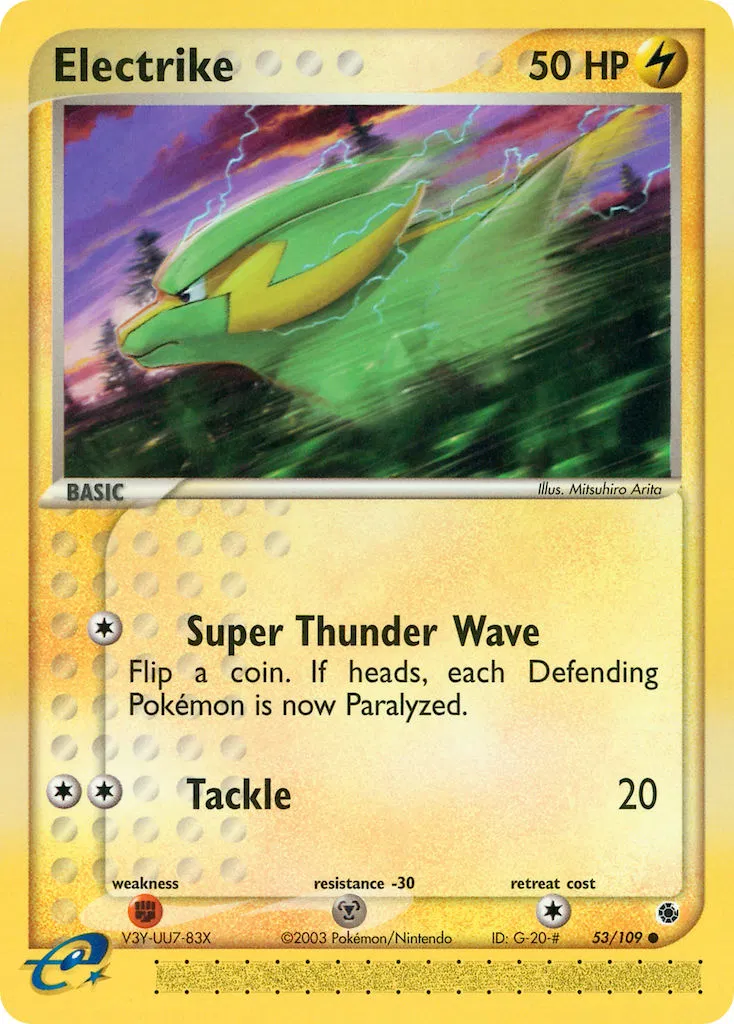 Electrike
50 HP
BASIC
Illus. Mitsuhiro Arita
Super Thunder Wave
Flip a coin. If heads, each Defending
Pokémon is now Paralyzed.
Tackle 20
weakness resistance -30 retreat cost
V3Y-UU7-83X ©2003 Pokémon/Nintendo ID: G-20-# 53/109
e